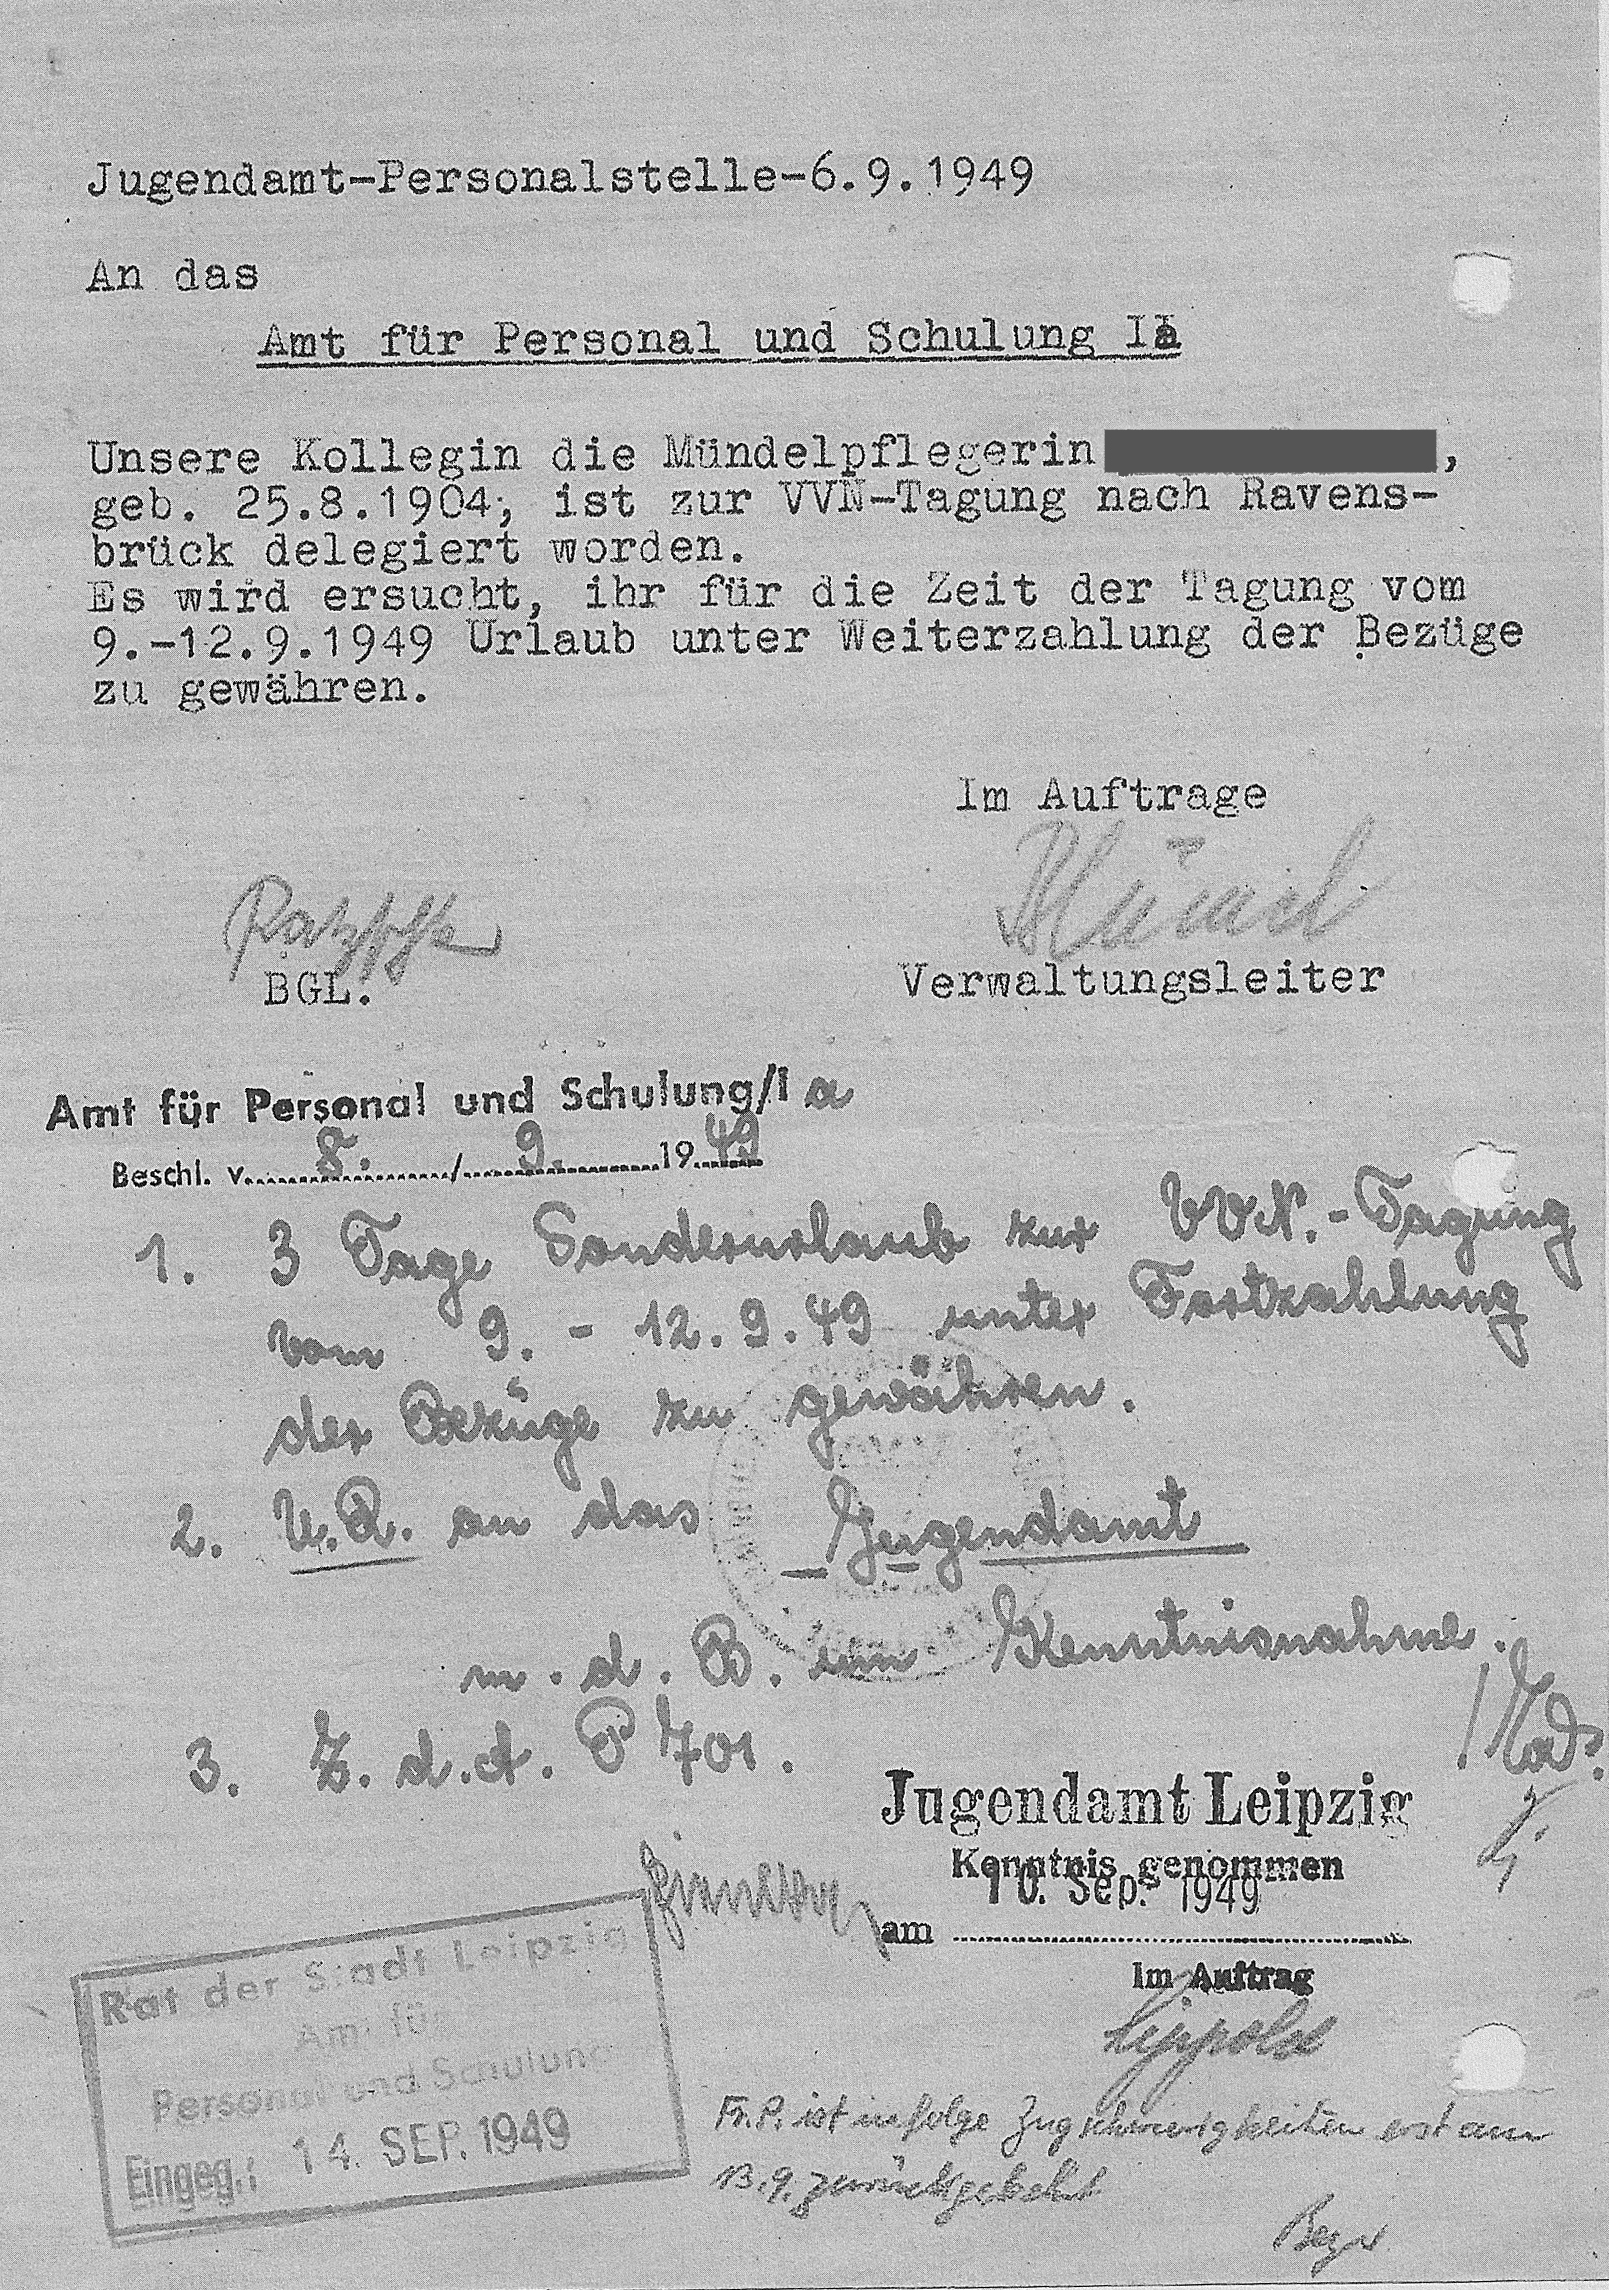 Jugendamt-Personalstelle-6.9.1949
An das
Amt für Personal und Schulung Ia
Unsere Kollegin die Mündelpflegerin ,
geb. 25.8.1904, ist zur VVN-Tagung nach Ravens-
brück delegiert worden.
Es wird ersucht, ihr für die Zeit der Tagung vom
9.-12.9.1949 Urlaub unter Weiterzahlung der Bezüge
zu gewähren.
Im Auftrage
BGL.
Verwaltungsleiter
Amt für Personal und Schulung/I a
Beschl. v. 8. / 9. 1949
1. 3 Tage Sonderurlaub zur VVN.-Tagung
vom 9. - 12.9.49 unter Fortzahlung
der Bezüge zu gewähren.
2. U.R. an das Jugendamt
m.d.B. um Kenntnisnahme.
3. Z.d.A. P 701.
Jugendamt Leipzig
Kenntnis genommen
am 10. Sep. 1949
Im Auftrag
Lippold
Rat der Stadt Leipzig
Amt für
Personal und Schulung
Eingeg.: 14. SEP. 1949
Fr. P. ist infolge Zugschwierigkeiten erst am
13.9. zurückgekehrt